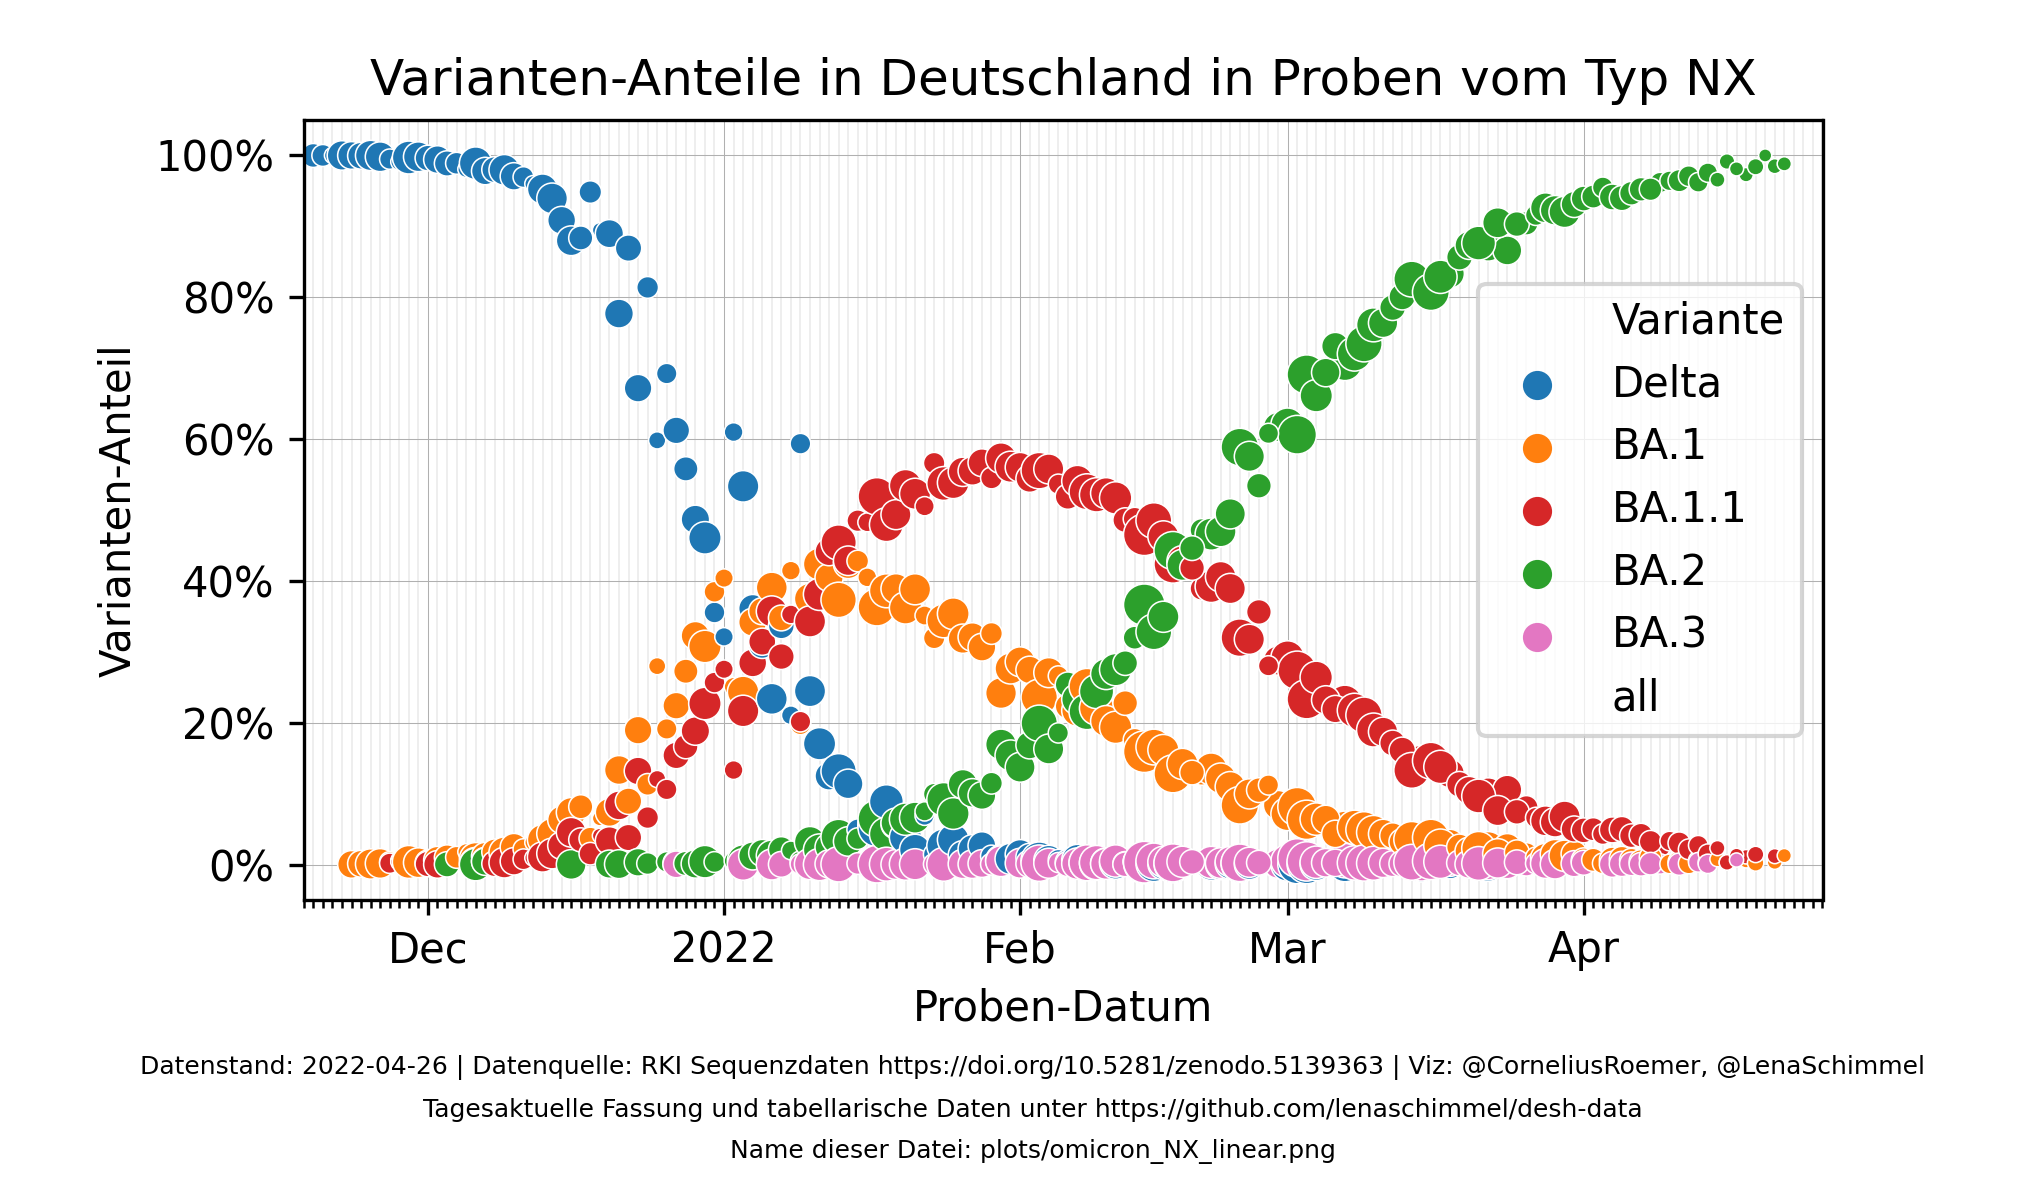 Varianten-Anteile in Deutschland in Proben vom Typ NX
100%
80%
60%
40%
20%
0%
Varianten-Anteil
Variante
Delta
BA.1
BA.1.1
BA.2
BA.3
all
Dec
2022
Feb
Mar
Apr
Proben-Datum
Datenstand: 2022-04-26 | Datenquelle: RKI Sequenzdaten https://doi.org/10.5281/zenodo.5139363 | Viz: @CorneliusRoemer, @LenaSchimmel
Tagesaktuelle Fassung und tabellarische Daten unter https://github.com/lenaschimmel/desh-data
Name dieser Datei: plots/omicron_NX_linear.png